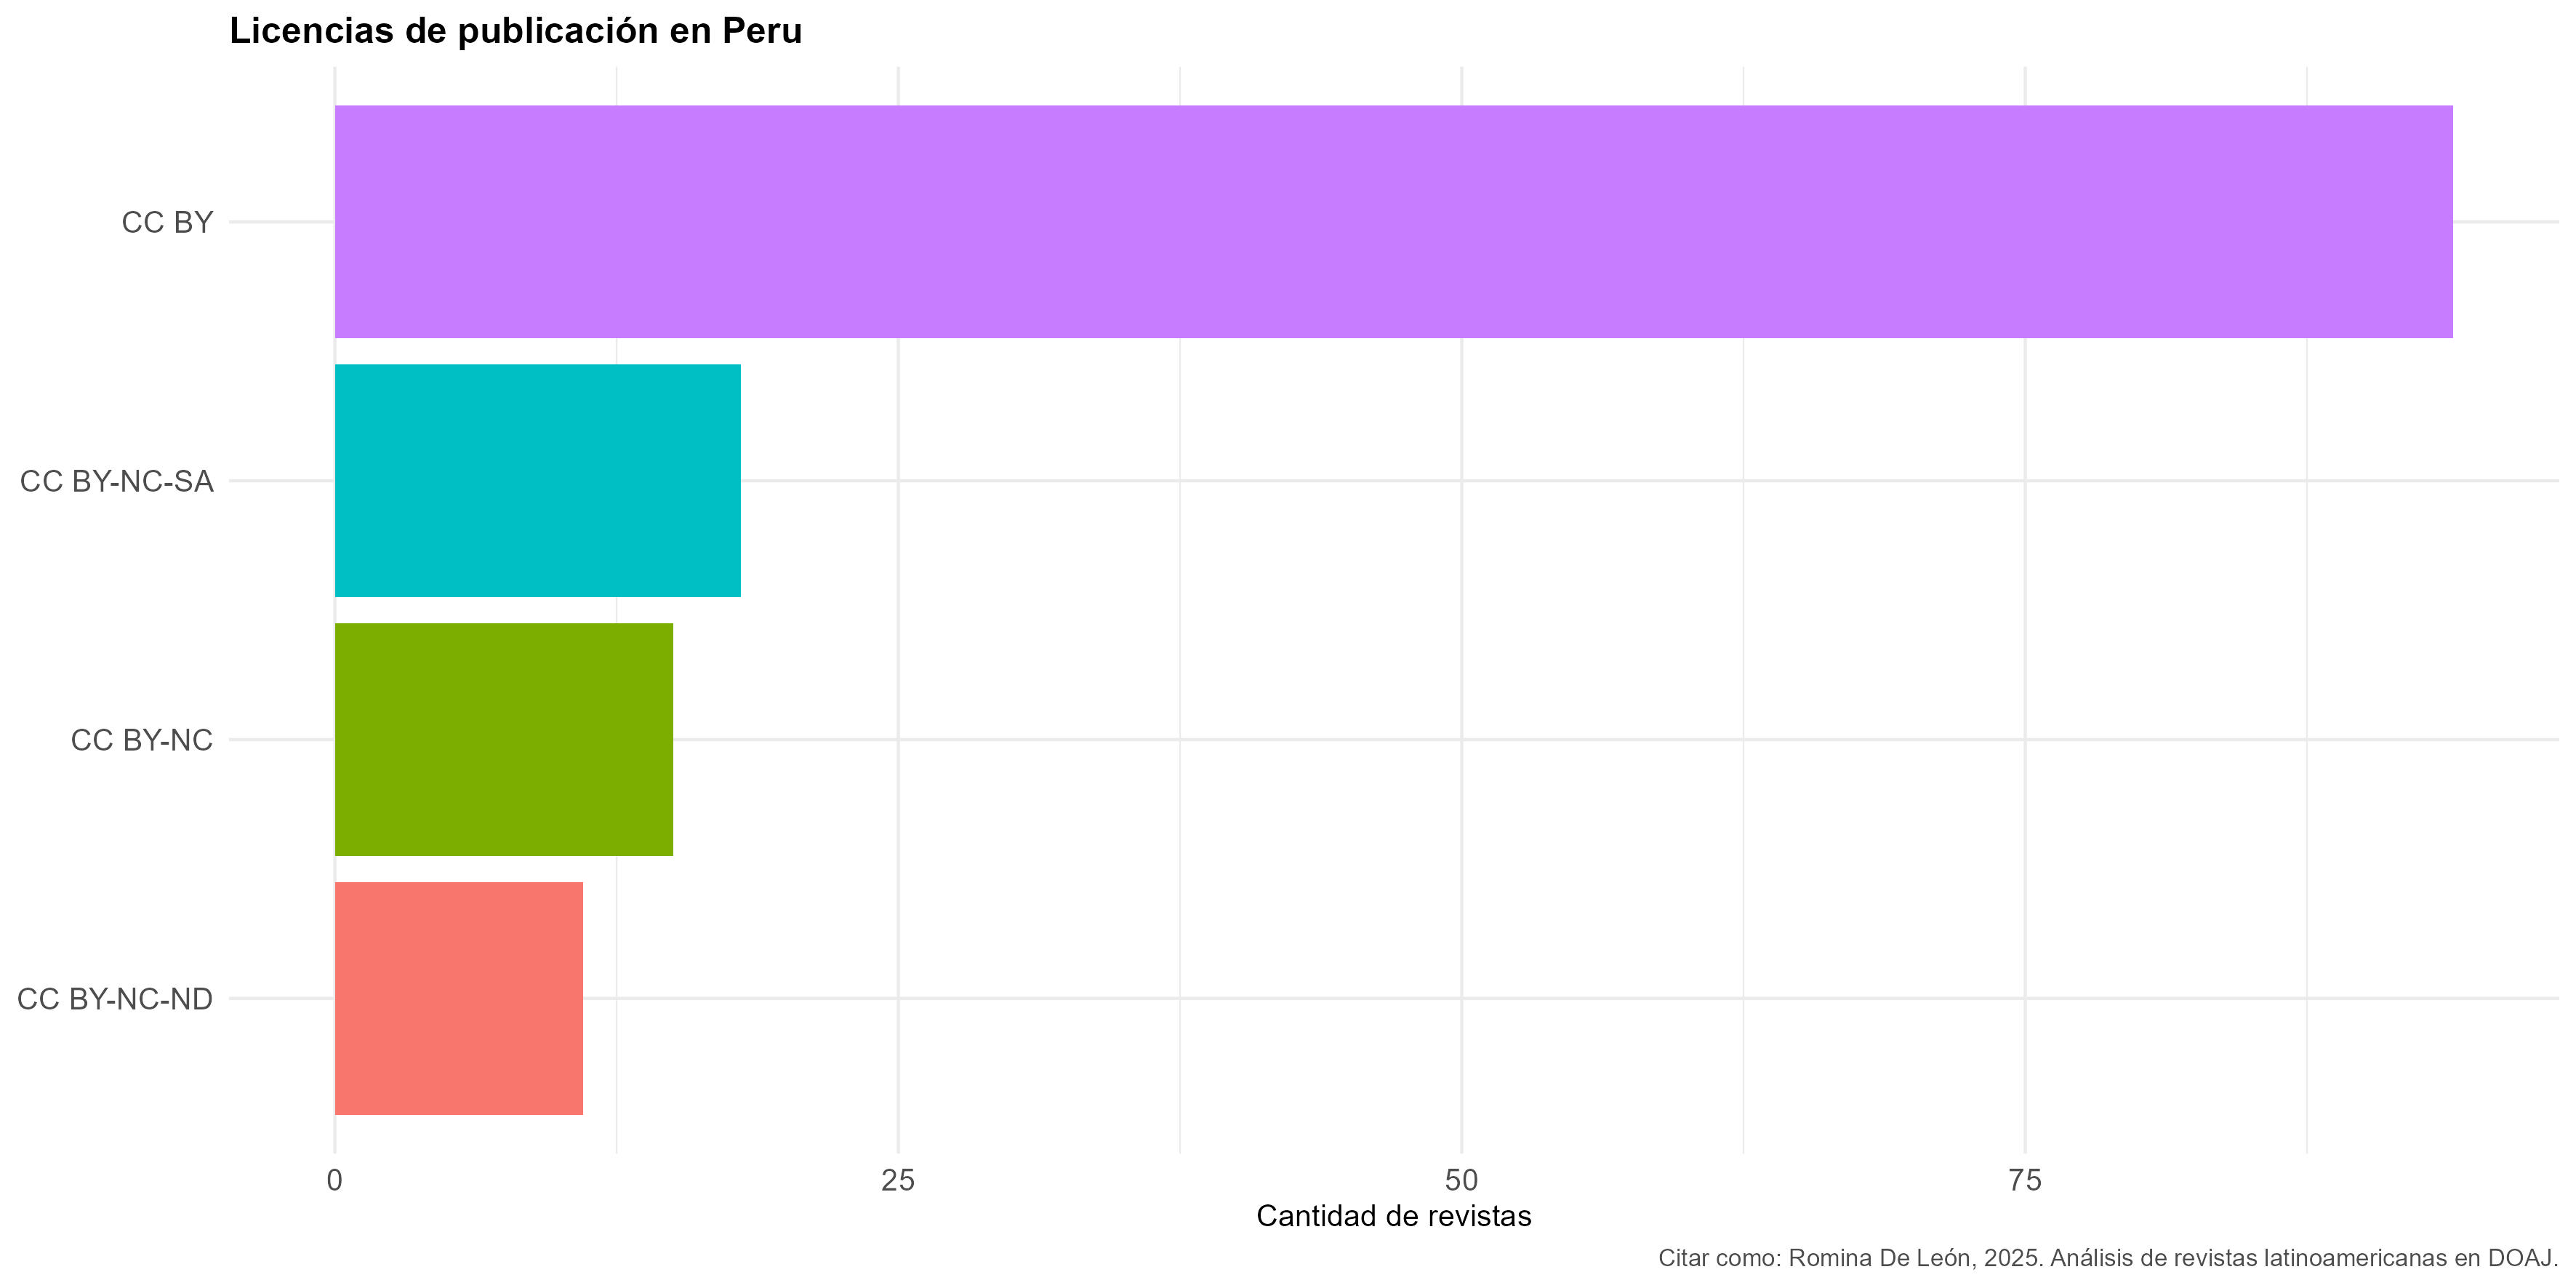 Licencias de publicación en Peru
CC BY
CC BY-NC-SA
CC BY-NC
CC BY-NC-ND
0 25 50 75
Cantidad de revistas
Citar como: Romina De León, 2025. Análisis de revistas latinoamericanas en DOAJ.